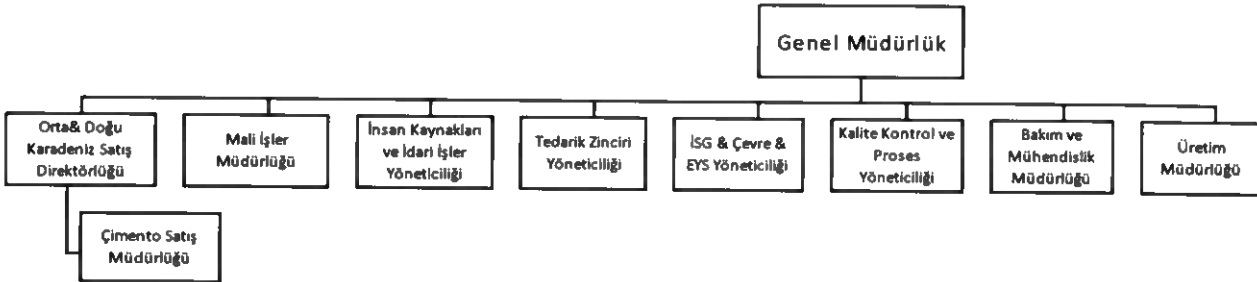 Genel Müdürlük
Orta& Doğu
Karadeniz Satış
Direktörlüğü
Mali İşler
Müdürlüğü
İnsan Kaynakları
ve İdari İşler
Yöneticiliği
Tedarik Zinciri
Yöneticiliği
İSG & Çevre &
EYS Yöneticiliği
Kalite Kontrol ve
Proses
Yöneticiliği
Bakım ve
Mühendislik
Müdürlüğü
Üretim
Müdürlüğü
Çimento Satış
Müdürlüğü